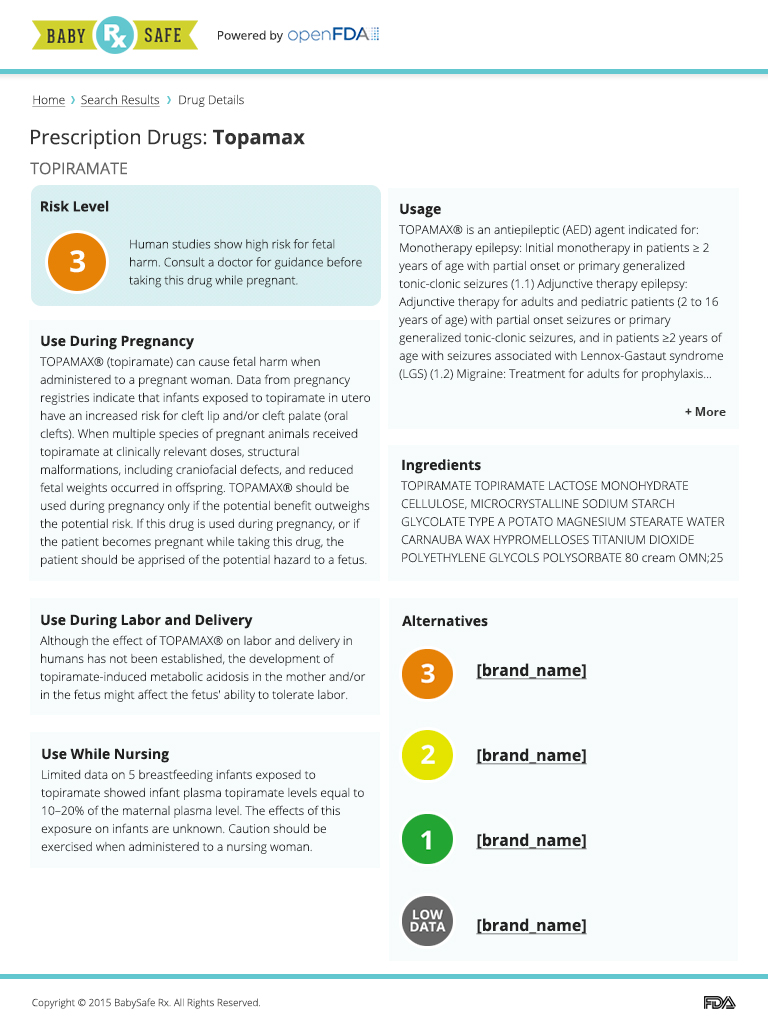 BABY Rx SAFE Powered by openFDA
Home › Search Results › Drug Details
Prescription Drugs: Topamax
TOPIRAMATE
Risk Level
3
Human studies show high risk for fetal
harm. Consult a doctor for guidance before
taking this drug while pregnant.
Use During Pregnancy
TOPAMAX® (topiramate) can cause fetal harm when
administered to a pregnant woman. Data from pregnancy
registries indicate that infants exposed to topiramate in utero
have an increased risk for cleft lip and/or cleft palate (oral
clefts). When multiple species of pregnant animals received
topiramate at clinically relevant doses, structural
malformations, including craniofacial defects, and reduced
fetal weights occurred in offspring. TOPAMAX® should be
used during pregnancy only if the potential benefit outweighs
the potential risk. If this drug is used during pregnancy, or if
the patient becomes pregnant while taking this drug, the
patient should be apprised of the potential hazard to a fetus.
Use During Labor and Delivery
Although the effect of TOPAMAX® on labor and delivery in
humans has not been established, the development of
topiramate-induced metabolic acidosis in the mother and/or
in the fetus might affect the fetus' ability to tolerate labor.
Use While Nursing
Limited data on 5 breastfeeding infants exposed to
topiramate showed infant plasma topiramate levels equal to
10–20% of the maternal plasma level. The effects of this
exposure on infants are unknown. Caution should be
exercised when administered to a nursing woman.
Usage
TOPAMAX® is an antiepileptic (AED) agent indicated for:
Monotherapy epilepsy: Initial monotherapy in patients ≥ 2
years of age with partial onset or primary generalized
tonic-clonic seizures (1.1) Adjunctive therapy epilepsy:
Adjunctive therapy for adults and pediatric patients (2 to 16
years of age) with partial onset seizures or primary
generalized tonic-clonic seizures, and in patients ≥2 years of
age with seizures associated with Lennox-Gastaut syndrome
(LGS) (1.2) Migraine: Treatment for adults for prophylaxis...
+ More
Ingredients
TOPIRAMATE TOPIRAMATE LACTOSE MONOHYDRATE
CELLULOSE, MICROCRYSTALLINE SODIUM STARCH
GLYCOLATE TYPE A POTATO MAGNESIUM STEARATE WATER
CARNAUBA WAX HYPROMELLOSES TITANIUM DIOXIDE
POLYETHYLENE GLYCOLS POLYSORBATE 80 cream OMN;25
Alternatives
3 [brand_name]
2 [brand_name]
1 [brand_name]
LOW
DATA
[brand_name]
Copyright © 2015 BabySafe Rx. All Rights Reserved.
FDA